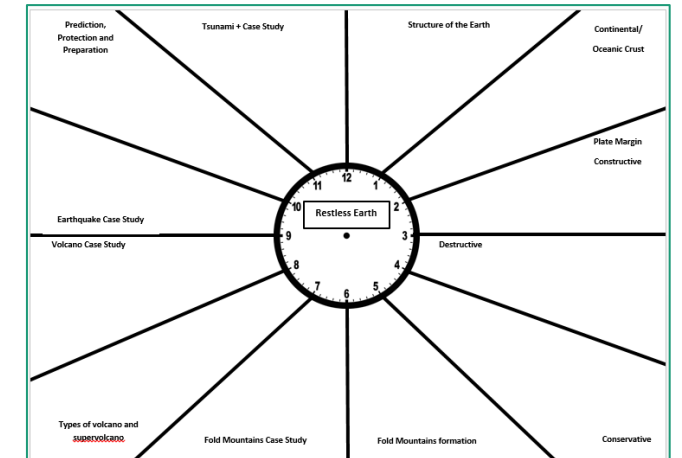 Prediction,
Protection and
Preparation
Tsunami + Case Study
Structure of the Earth
Continental/
Oceanic Crust
Plate Margin
Constructive
Destructive
Conservative
Fold Mountains formation
Fold Mountains Case Study
Types of volcano and
supervolcano
Volcano Case Study
Earthquake Case Study
Restless Earth
12
1
2
3
4
5
6
7
8
9
10
11